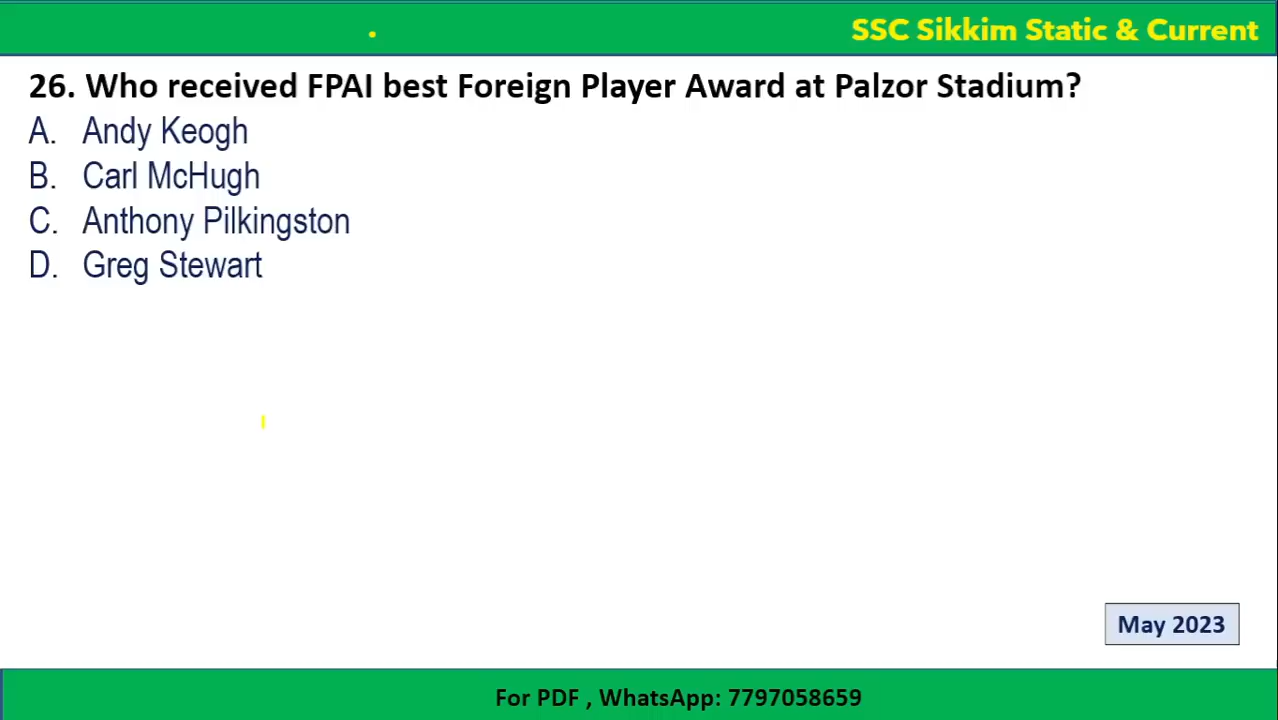 SSC Sikkim Static & Current
26. Who received FPAI best Foreign Player Award at Palzor Stadium?
A. Andy Keogh
B. Carl McHugh
C. Anthony Pilkingston
D. Greg Stewart
May 2023
For PDF , WhatsApp: 7797058659